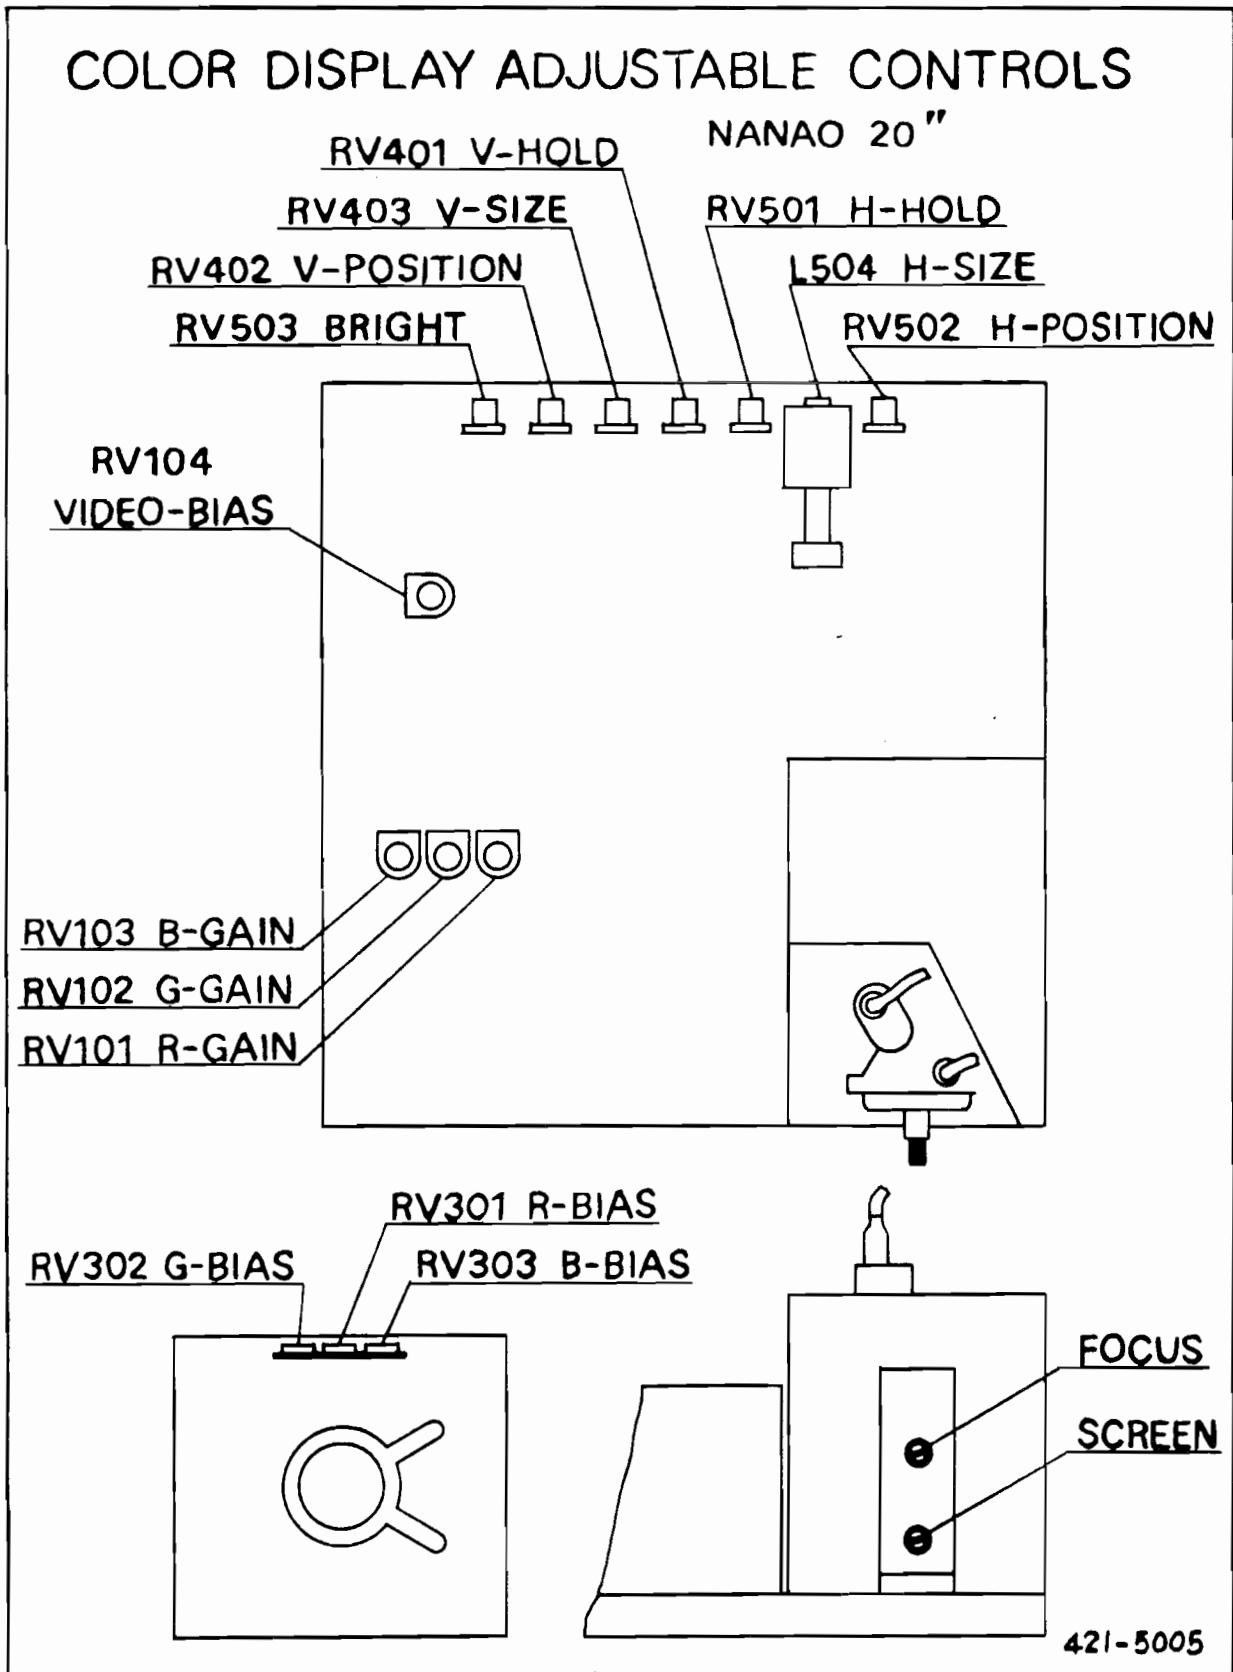 COLOR DISPLAY ADJUSTABLE CONTROLS
NANAO 20"
RV401 V-HOLD
RV403 V-SIZE
RV501 H-HOLD
RV402 V-POSITION
L504 H-SIZE
RV503 BRIGHT
RV502 H-POSITION
RV104
VIDEO-BIAS
RV103 B-GAIN
RV102 G-GAIN
RV101 R-GAIN
RV301 R-BIAS
RV302 G-BIAS
RV303 B-BIAS
FOCUS
SCREEN
421-5005